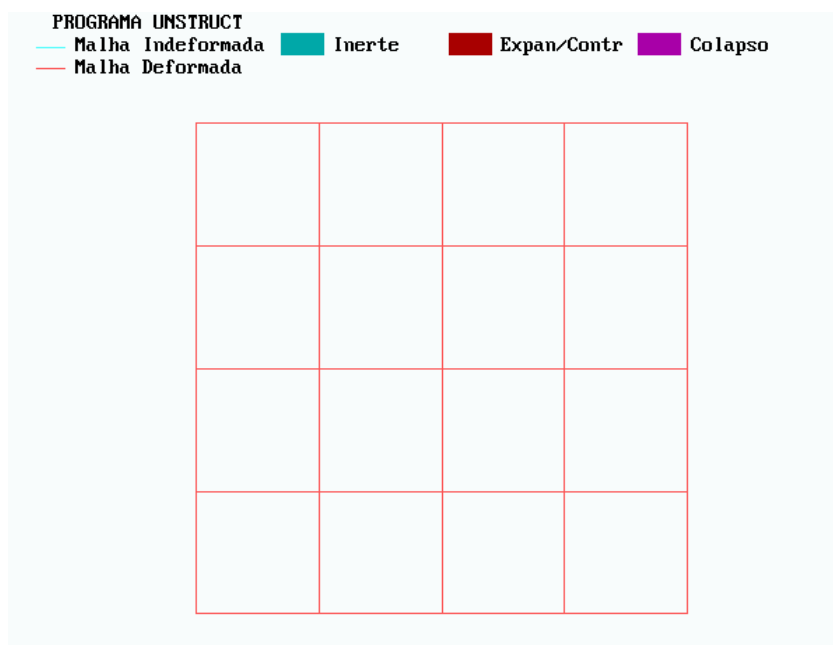 PROGRAMA UNSTRUCT
Malha Indeformada Inerte Expan/Contr Colapso
Malha Deformada